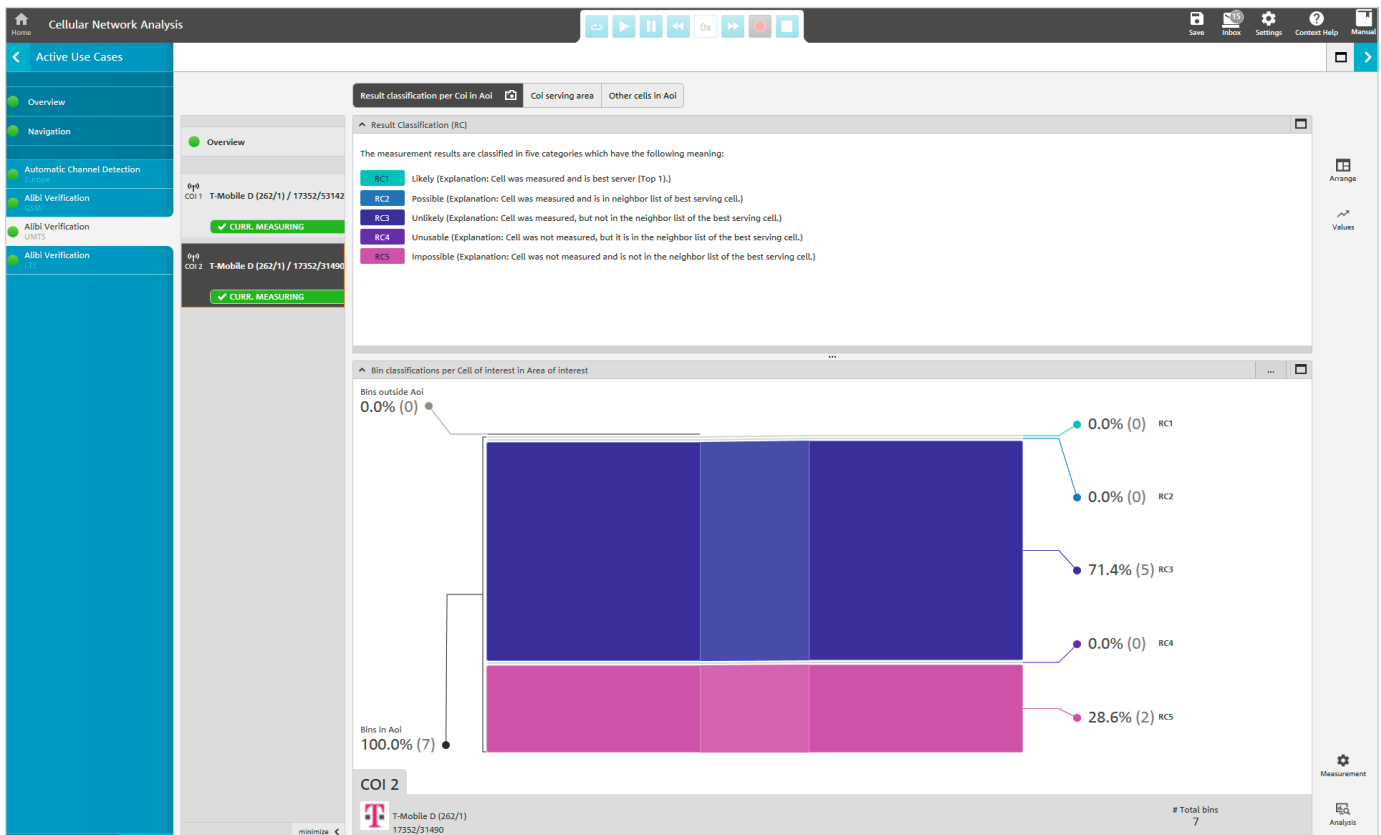 Home
Cellular Network Analysis
0x
Save
15
Inbox
Settings
Context Help
Manual
Active Use Cases
Overview
Navigation
Automatic Channel Detection
Europe
Alibi Verification
GSM
Alibi Verification
UMTS
Alibi Verification
LTE
Overview
COI 1 T-Mobile D (262/1) / 17352/53142
CURR. MEASURING
COI 2 T-Mobile D (262/1) / 17352/31490
CURR. MEASURING
minimize
Result classification per Coi in Aoi
Coi serving area
Other cells in Aoi
Result Classification (RC)
The measurement results are classified in five categories which have the following meaning:
RC1 Likely (Explanation: Cell was measured and is best server (Top 1).)
RC2 Possible (Explanation: Cell was measured and is in neighbor list of best serving cell.)
RC3 Unlikely (Explanation: Cell was measured, but not in the neighbor list of the best serving cell.)
RC4 Unusable (Explanation: Cell was not measured, but it is in the neighbor list of the best serving cell.)
RC5 Impossible (Explanation: Cell was not measured and is not in the neighbor list of the best serving cell.)
...
Bin classifications per Cell of interest in Area of interest
...
Bins outside Aoi
0.0% (0)
0.0% (0) RC1
0.0% (0) RC2
71.4% (5) RC3
0.0% (0) RC4
28.6% (2) RC5
Bins in Aoi
100.0% (7)
COI 2
T
T-Mobile D (262/1)
17352/31490
# Total bins
7
Arrange
Values
Measurement
Analysis